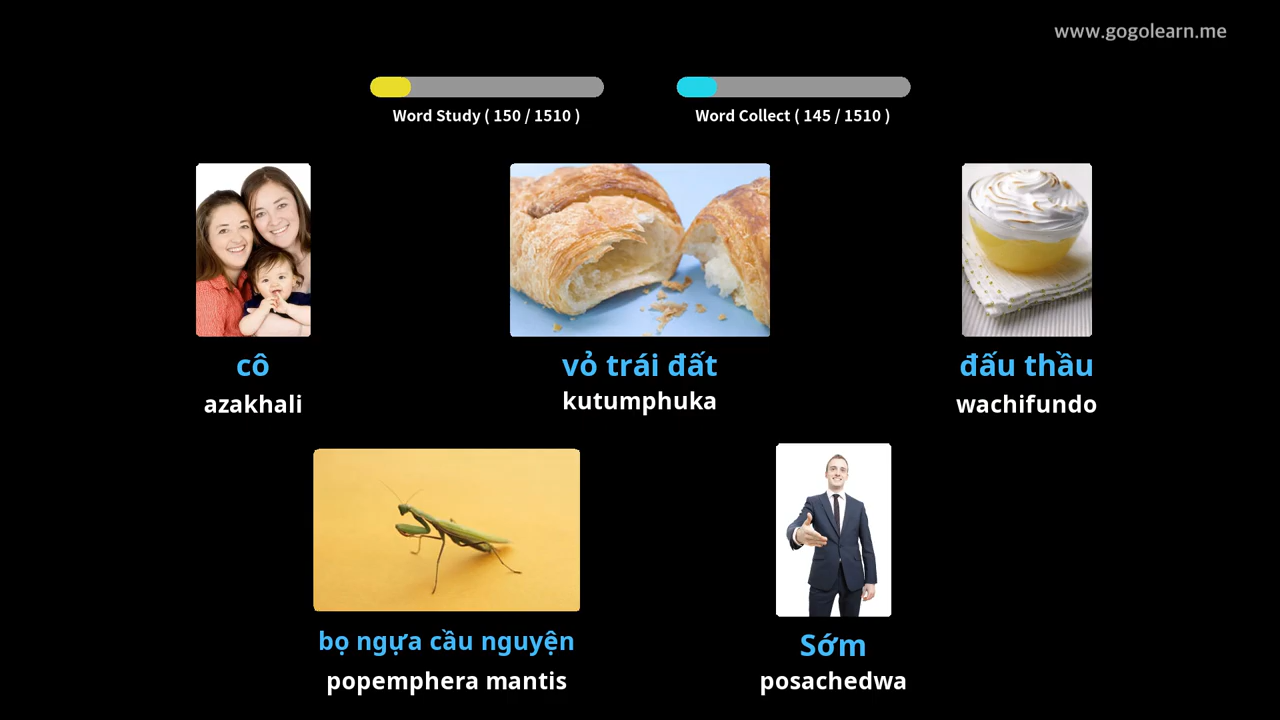 www.gogolearn.me
Word Study ( 150 / 1510 )
Word Collect ( 145 / 1510 )
cô
azakhali
vỏ trái đất
kutumphuka
đấu thầu
wachifundo
bọ ngựa cầu nguyện
popemphera mantis
Sớm
posachedwa